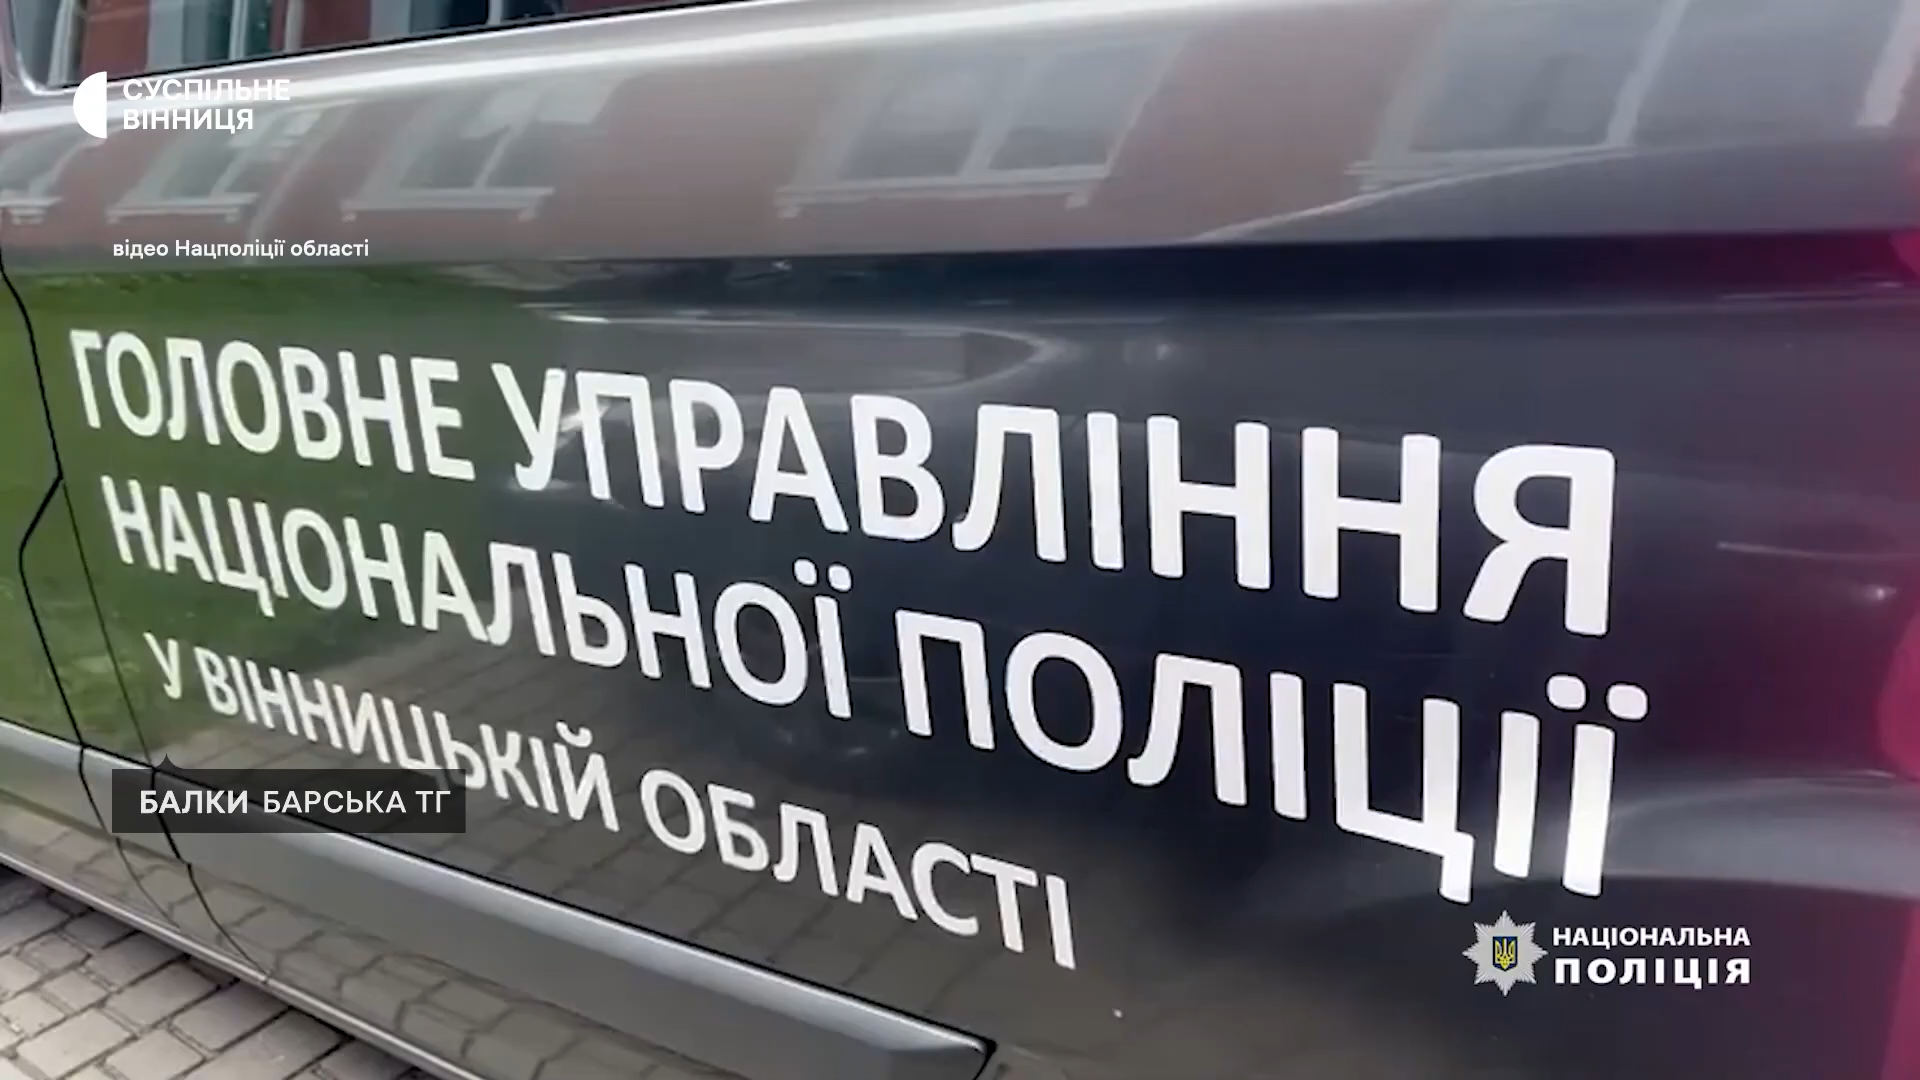 СУСПІЛЬНЕ
ВІННИЦЯ
відео Нацполіції області
ГОЛОВНЕ УПРАВЛІННЯ
НАЦІОНАЛЬНОЇ ПОЛІЦІЇ
У ВІННИЦЬКІЙ ОБЛАСТІ
БАЛКИ БАРСЬКА ТГ
НАЦІОНАЛЬНА
ПОЛІЦІЯ